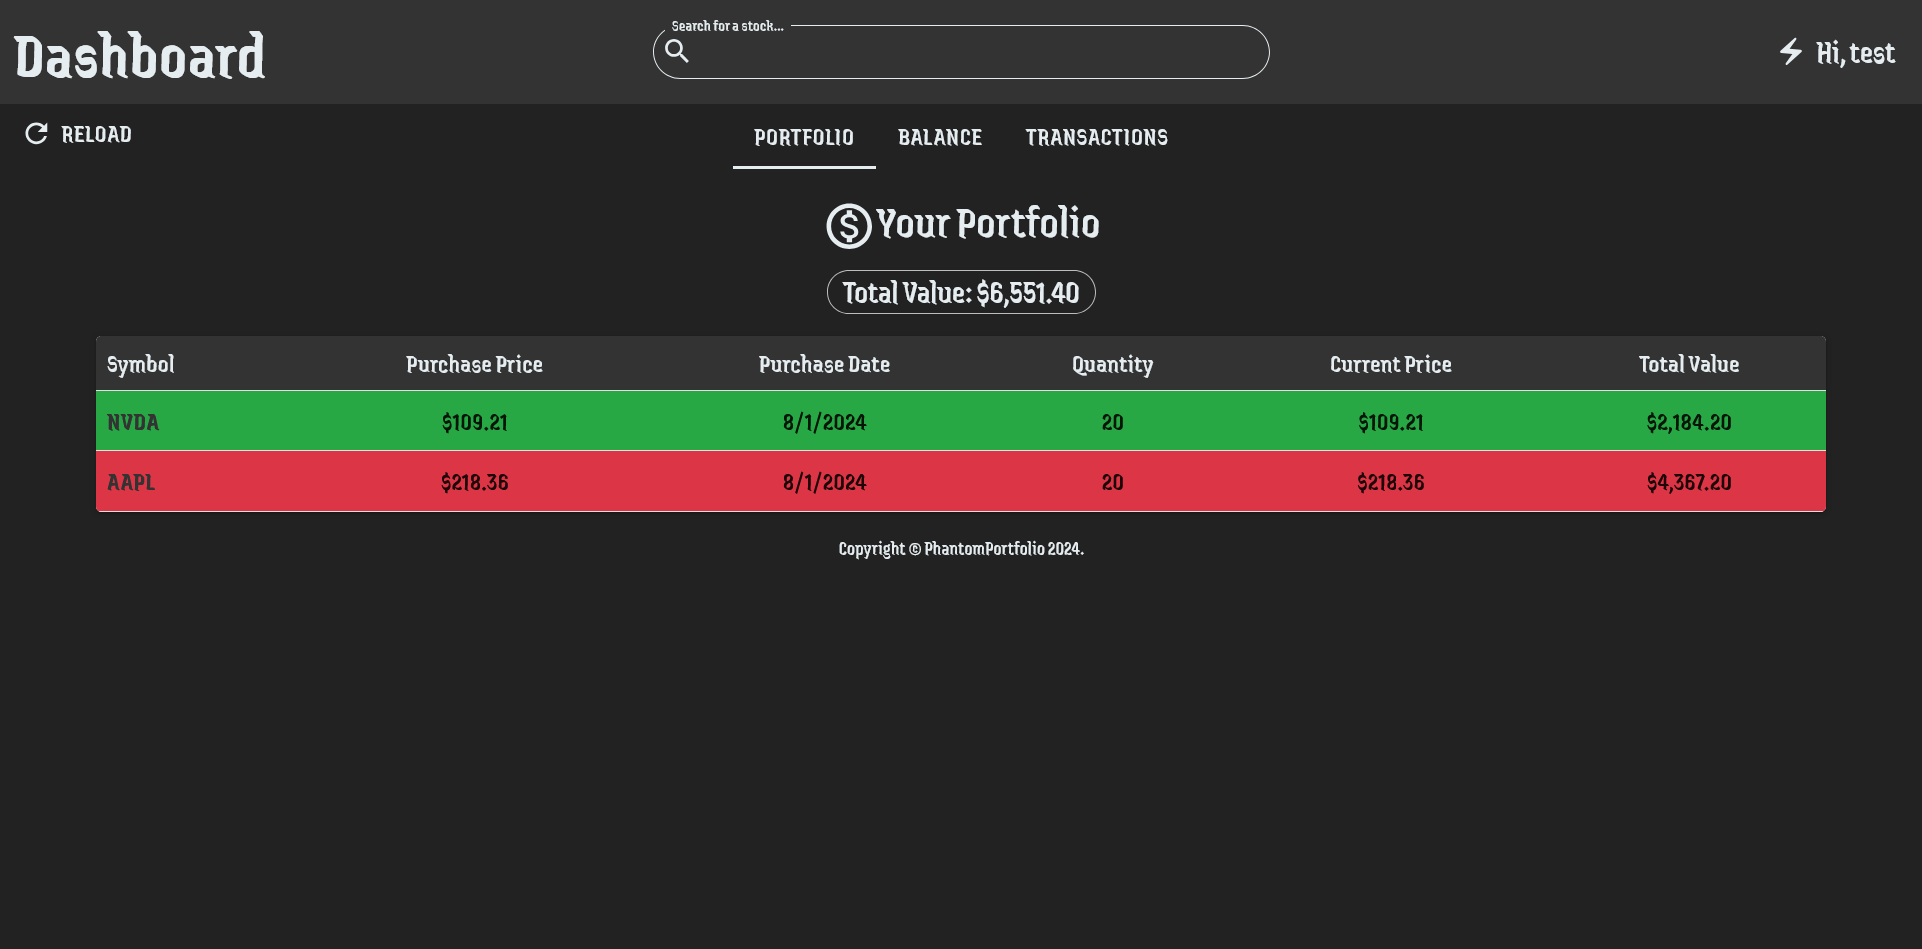 Dashboard
Search for a stock...
Hi, test
RELOAD
PORTFOLIO BALANCE TRANSACTIONS
Your Portfolio
Total Value: $6,551.40
Symbol Purchase Price Purchase Date Quantity Current Price Total Value
NVDA $109.21 8/1/2024 20 $109.21 $2,184.20
AAPL $218.36 8/1/2024 20 $218.36 $4,367.20
Copyright © PhantomPortfolio 2024.